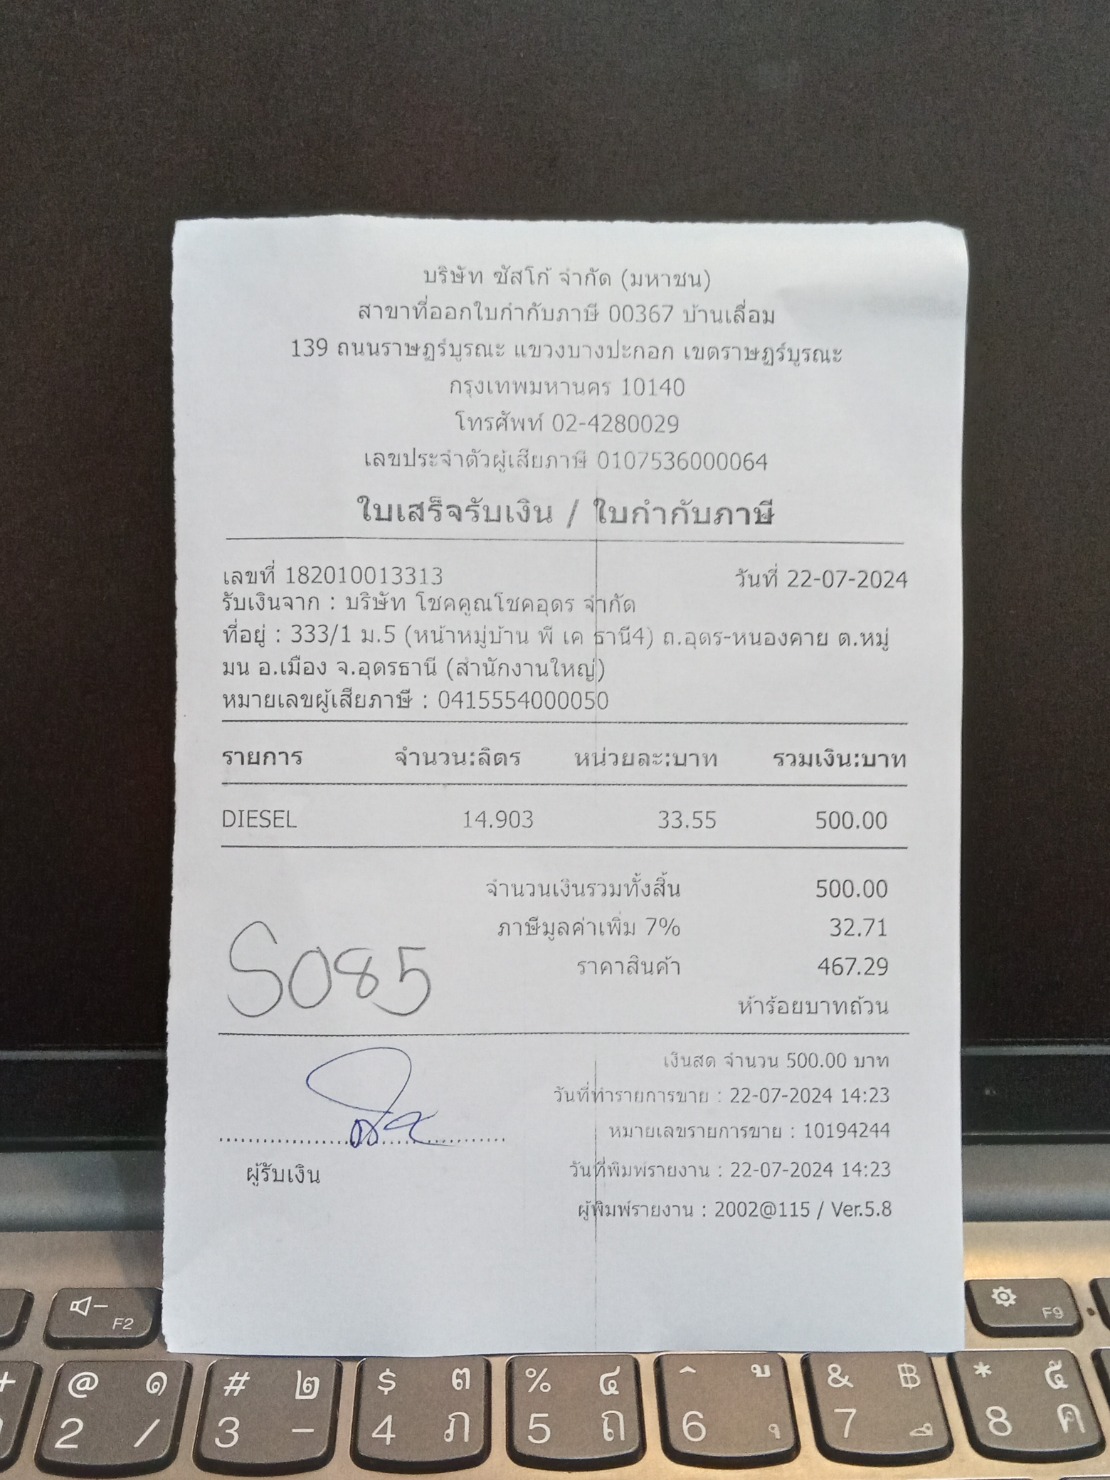 บริษัท ซัสโก้ จำกัด (มหาชน)
สาขาที่ออกใบกำกับภาษี 00367 บ้านเลื่อม
139 ถนนราษฎร์บูรณะ แขวงบางปะกอก เขตราษฎร์บูรณะ
กรุงเทพมหานคร 10140
โทรศัพท์ 02-4280029
เลขประจำตัวผู้เสียภาษี 0107536000064
ใบเสร็จรับเงิน / ใบกำกับภาษี
เลขที่ 182010013313 วันที่ 22-07-2024
รับเงินจาก : บริษัท โชคคูณโชคอุดร จำกัด
ที่อยู่ : 333/1 ม.5 (หน้าหมู่บ้าน พี เค ธานี4) ถ.อุดร-หนองคาย ต.หมู่
มน อ.เมือง จ.อุดรธานี (สำนักงานใหญ่)
หมายเลขผู้เสียภาษี : 0415554000050
รายการ จำนวน:ลิตร หน่วยละ:บาท รวมเงิน:บาท
DIESEL 14.903 33.55 500.00
จำนวนเงินรวมทั้งสิ้น 500.00
ภาษีมูลค่าเพิ่ม 7% 32.71
ราคาสินค้า 467.29
S085
ห้าร้อยบาทถ้วน
เงินสด จำนวน 500.00 บาท
วันที่ทำรายการขาย : 22-07-2024 14:23
หมายเลขรายการขาย : 10194244
ผู้รับเงิน
วันที่พิมพ์รายงาน : 22-07-2024 14:23
ผู้พิมพ์รายงาน : 2002@115 / Ver.5.8
F2 F9
+ @ ๑ # ๒ $ ๓ % ๔ ^ ู & ฿ * ๕
2 / 3 - 4 ภ 5 ถ 6 ุ 7 ึ 8 ค